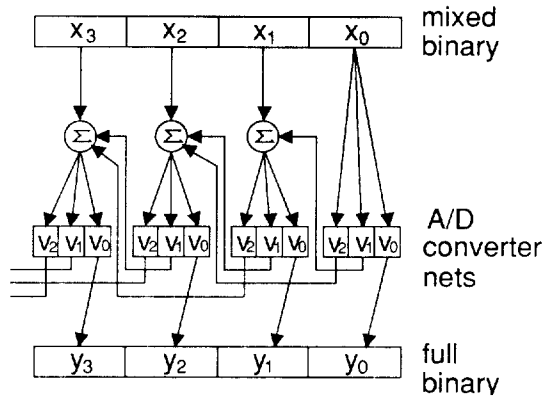 mixed
binary
x3 x2 x1 x0
Σ Σ Σ
V2 V1 V0 V2 V1 V0 V2 V1 V0 V2 V1 V0
A/D
converter
nets
y3 y2 y1 y0
full
binary